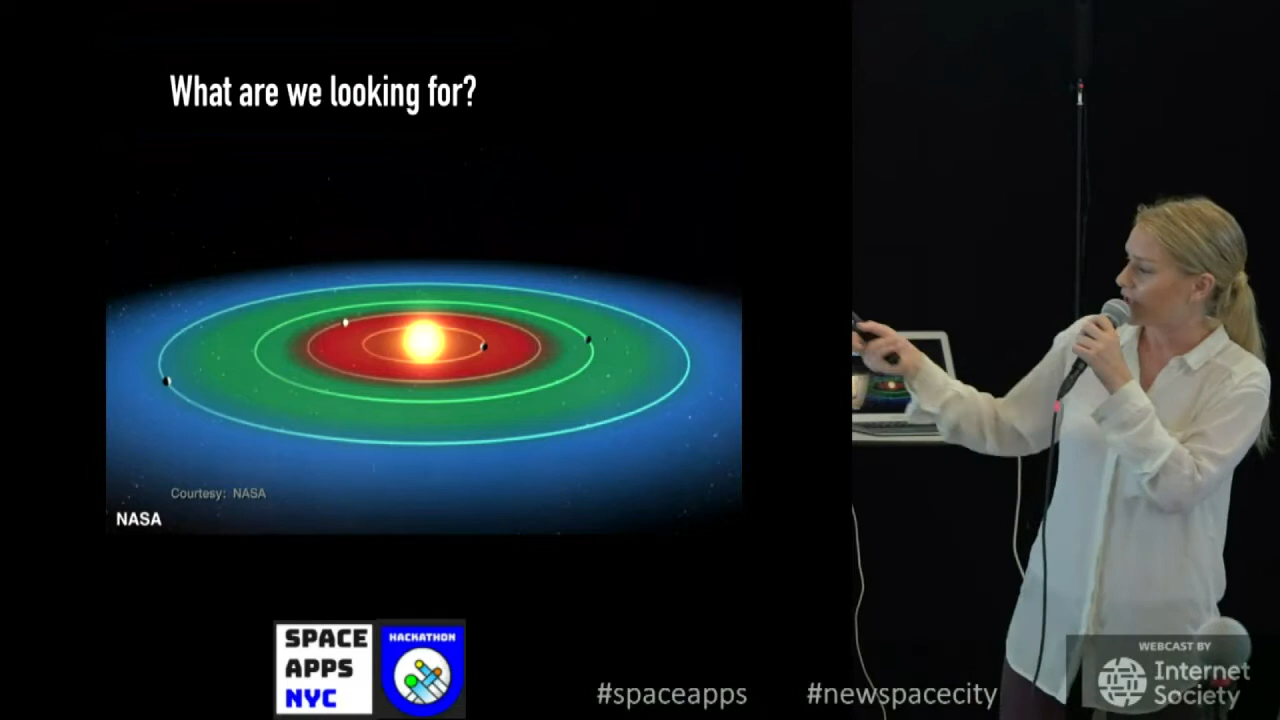 What are we looking for?
Courtesy: NASA
NASA
SPACE
APPS
NYC
HACKATHON
#spaceapps #newspacecity
WEBCAST BY
Internet
Society